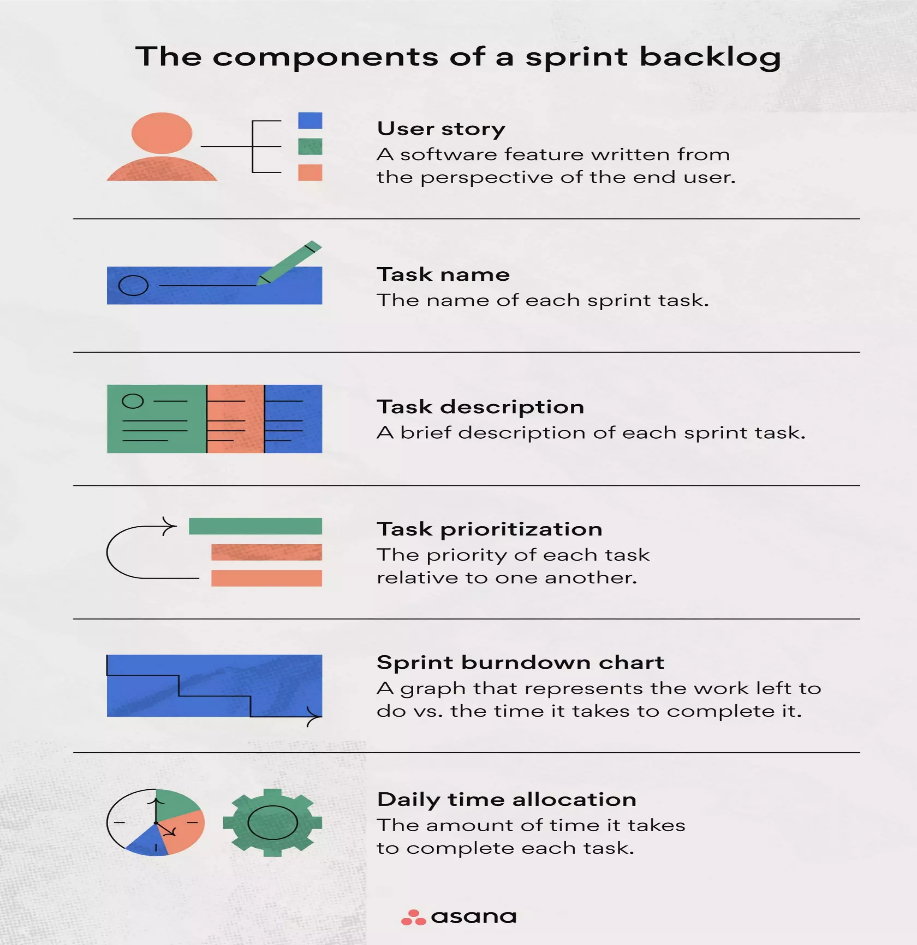 The components of a sprint backlog
User story
A software feature written from
the perspective of the end user.
Task name
The name of each sprint task.
Task description
A brief description of each sprint task.
Task prioritization
The priority of each task
relative to one another.
Sprint burndown chart
A graph that represents the work left to
do vs. the time it takes to complete it.
Daily time allocation
The amount of time it takes
to complete each task.
asana